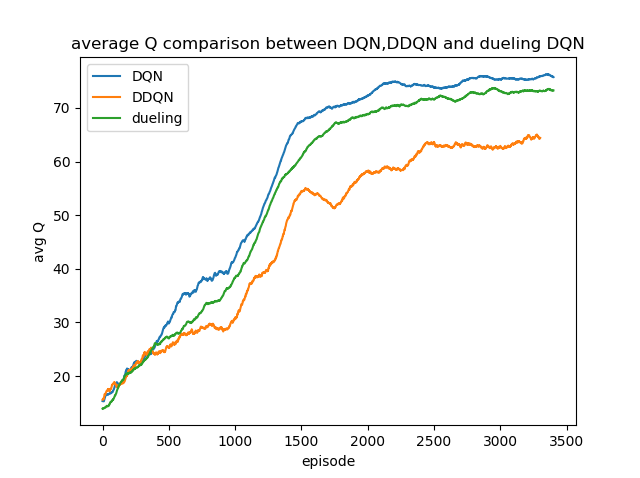 average Q comparison between DQN,DDQN and dueling DQN
DQN
DDQN
dueling
avg Q
70
60
50
40
30
20
0 500 1000 1500 2000 2500 3000 3500
episode